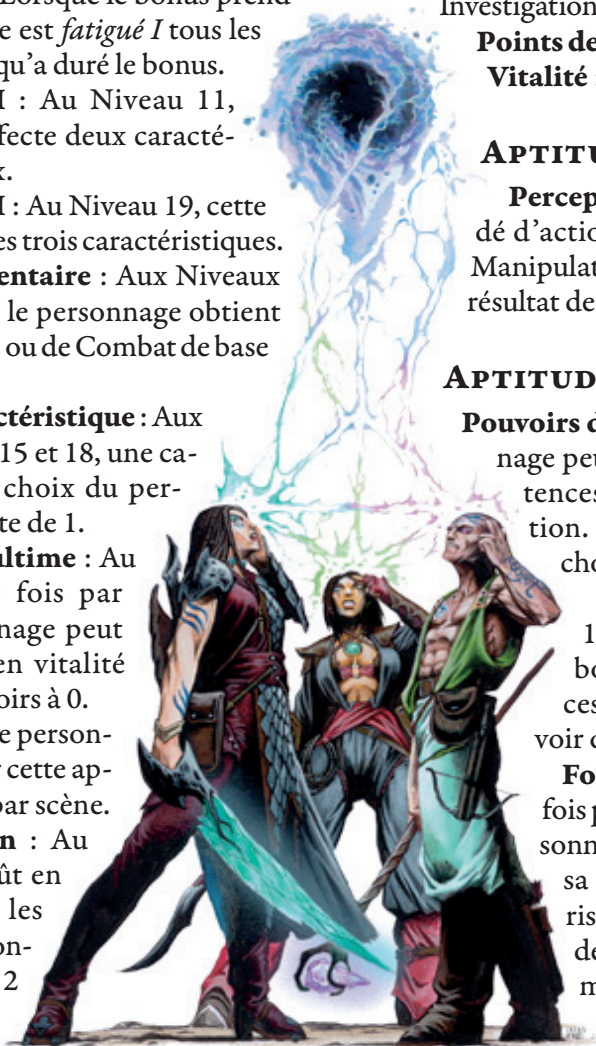 Lorsque le bonus prend
e est fatigué I tous les
qu'a duré le bonus.
I : Au Niveau 11,
fecte deux caracté-
x.
I : Au Niveau 19, cette
es trois caractéristiques.
entaire : Aux Niveaux
le personnage obtient
ou de Combat de base
ctéristique : Aux
15 et 18, une ca-
choix du per-
te de 1.
ultime : Au
fois par
nage peut
en vitalité
oirs à 0.
e person-
r cette ap-
par scène.
n : Au
ût en
les
on-
2
Investigation
Points de
Vitalité :
APTITU
Percep
dé d'actio
Manipulat
résultat de
APTITUD
Pouvoirs d
nage peu
tences
tion.
cho
1
bo
ces
voir d
Fo
fois p
sonn
sa
ris
de
m